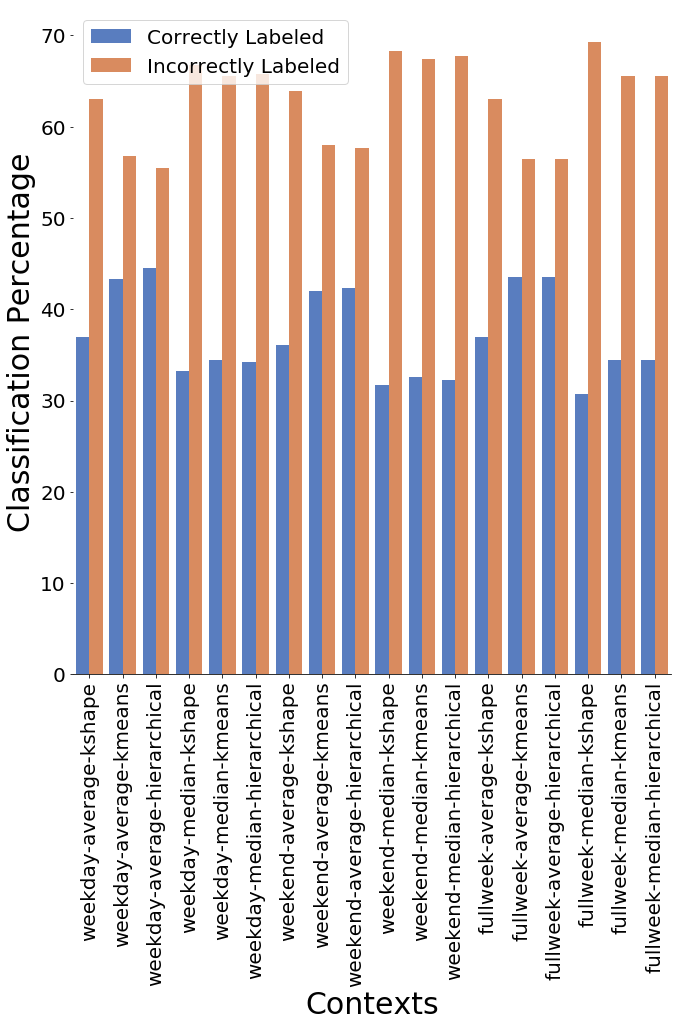 Correctly Labeled
Incorrectly Labeled
Classification Percentage
70
60
50
40
30
20
10
0
weekday-average-kshape
weekday-average-kmeans
weekday-average-hierarchical
weekday-median-kshape
weekday-median-kmeans
weekday-median-hierarchical
weekend-average-kshape
weekend-average-kmeans
weekend-average-hierarchical
weekend-median-kshape
weekend-median-kmeans
weekend-median-hierarchical
fullweek-average-kshape
fullweek-average-kmeans
fullweek-average-hierarchical
fullweek-median-kshape
fullweek-median-kmeans
fullweek-median-hierarchical
Contexts